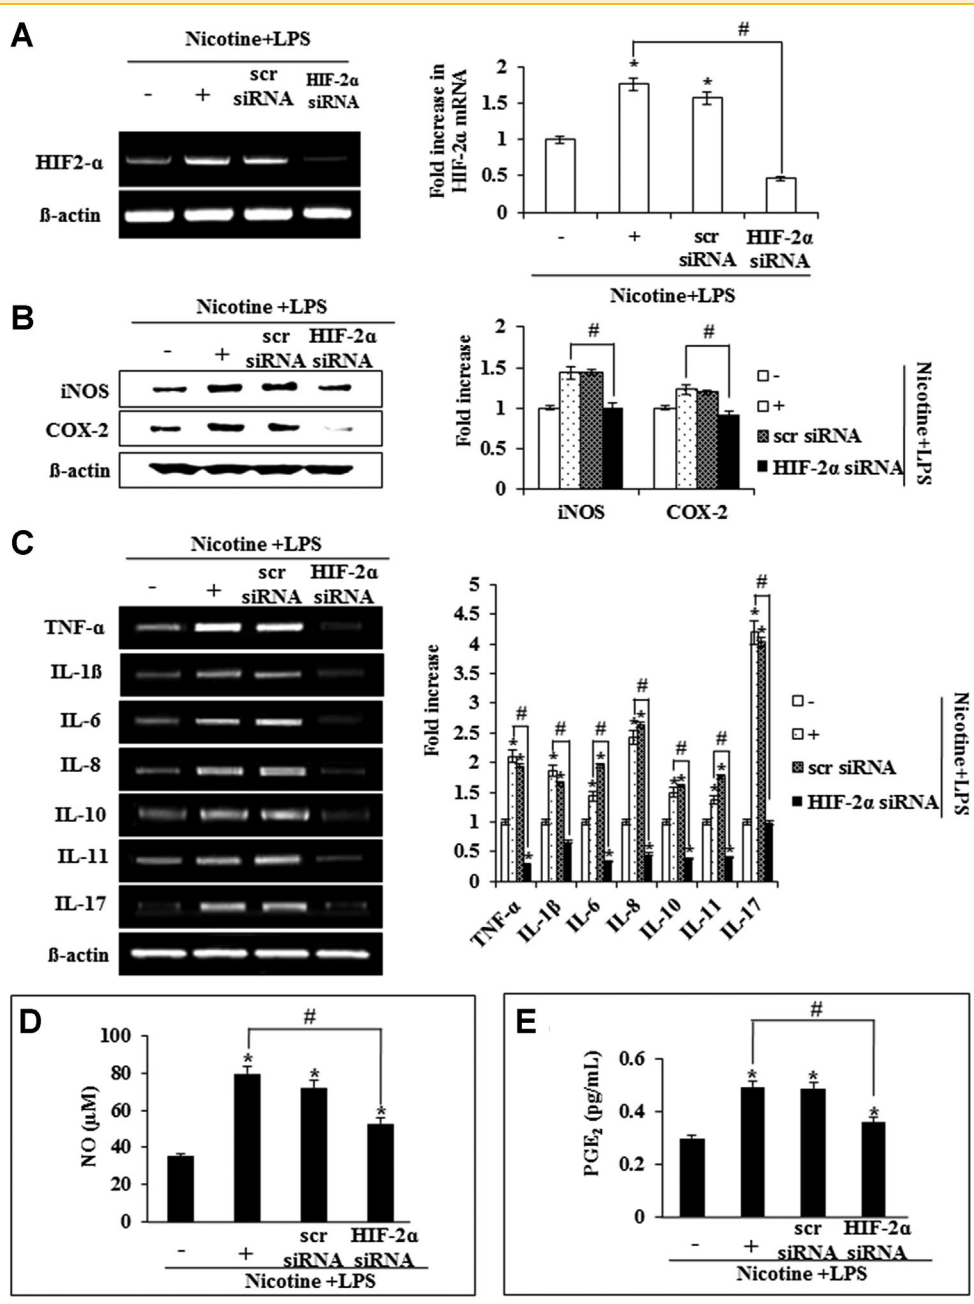 A
Nicotine+LPS
-
+
scr
siRNA
HIF-2α
siRNA
HIF2-α
ß-actin
Fold increase in
HIF-2α mRNA
2
1.5
1
0.5
0
*
*
#
-
+
scr
siRNA
HIF-2α
siRNA
Nicotine+LPS
B
Nicotine +LPS
-
+
scr
siRNA
HIF-2α
siRNA
iNOS
COX-2
ß-actin
Fold increase
2
1.5
1
0.5
0
#
#
iNOS
COX-2
-
+
scr siRNA
HIF-2α siRNA
Nicotine+LPS
C
Nicotine +LPS
-
+
scr
siRNA
HIF-2α
siRNA
TNF-α
IL-1ß
IL-6
IL-8
IL-10
IL-11
IL-17
ß-actin
Fold increase
5
4.5
4
3.5
3
2.5
2
1.5
1
0.5
0
# # # # # # #
* * * * * * * * * * * * * * * * * * *
TNF-α
IL-1β
IL-6
IL-8
IL-10
IL-11
IL-17
-
+
scr siRNA
HIF-2α siRNA
Nicotine+LPS
D
NO (μM)
100
80
60
40
20
0
#
*
*
*
-
+
scr
siRNA
HIF-2α
siRNA
Nicotine +LPS
E
PGE₂ (pg/mL)
0.6
0.4
0.2
0
#
*
*
*
-
+
scr
siRNA
HIF-2α
siRNA
Nicotine +LPS